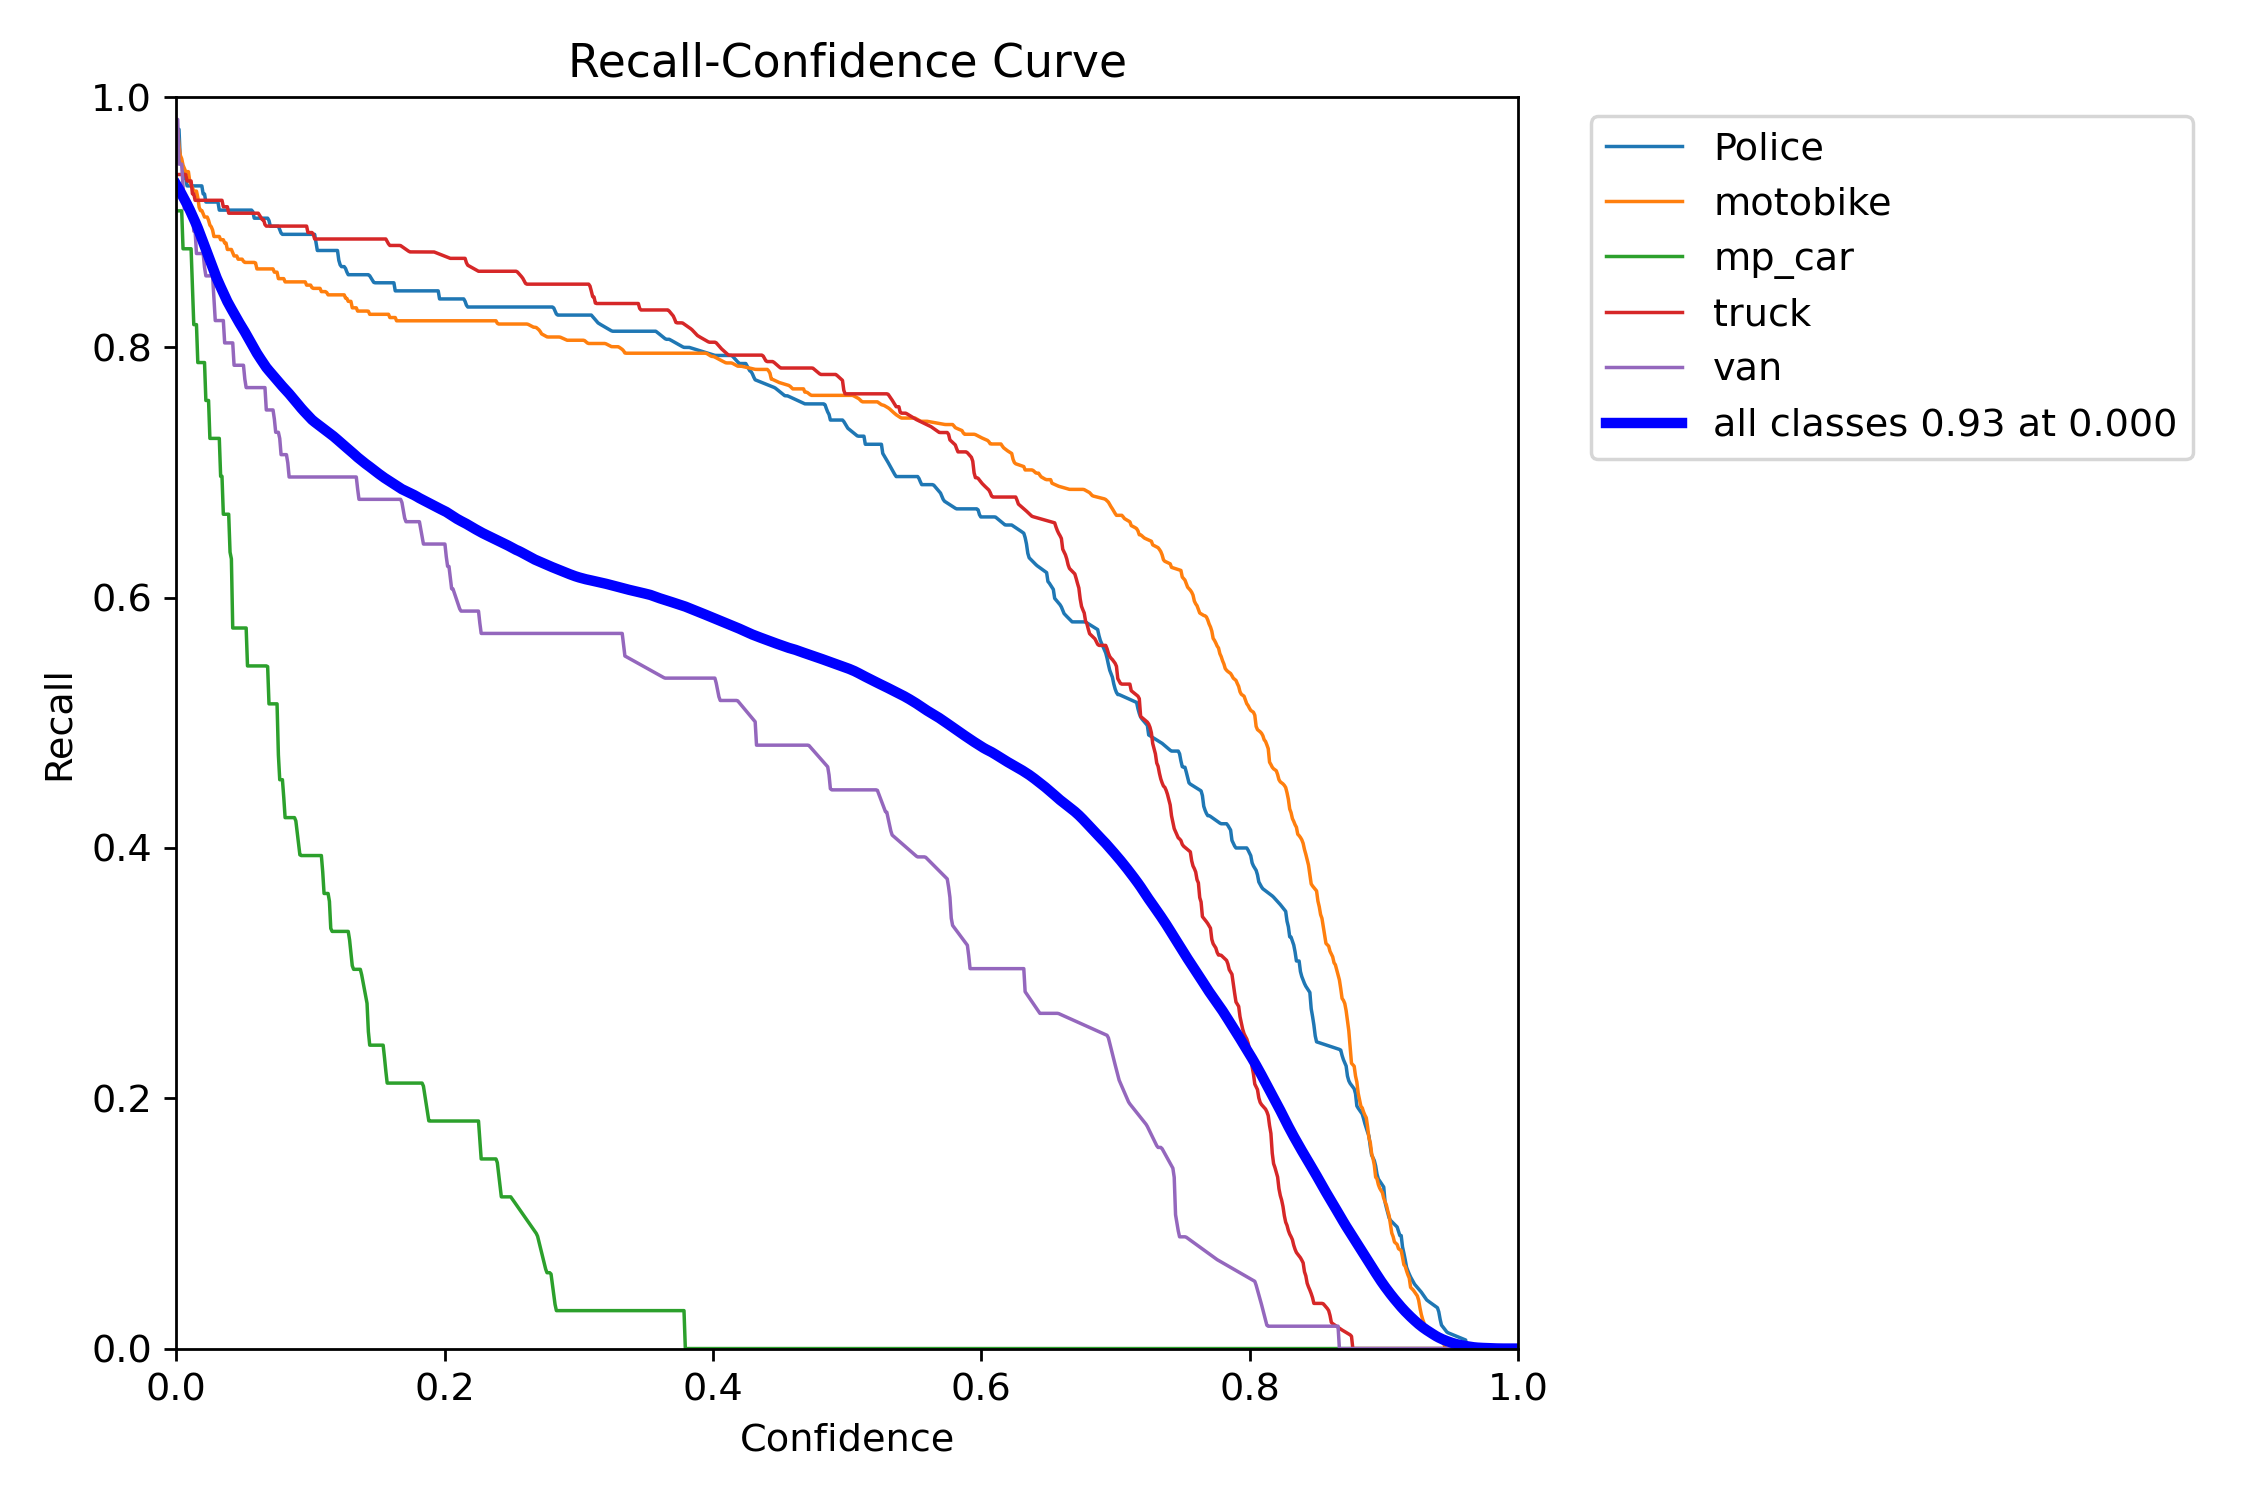 Recall-Confidence Curve
1.0
0.8
0.6
0.4
0.2
0.0
Recall
0.0 0.2 0.4 0.6 0.8 1.0
Confidence
Police
motobike
mp_car
truck
van
all classes 0.93 at 0.000